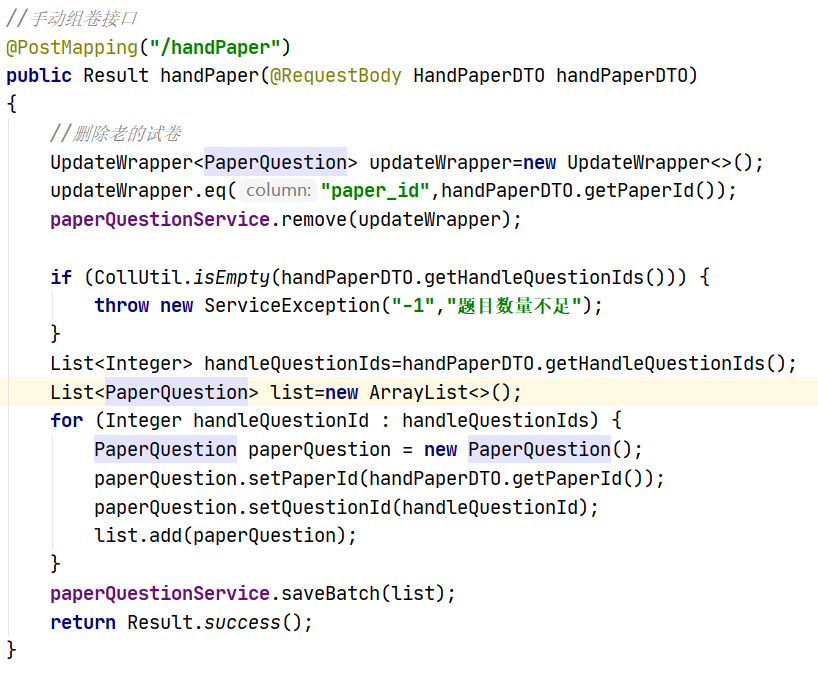 //手动组卷接口
@PostMapping("/handPaper")
public Result handPaper(@RequestBody HandPaperDTO handPaperDTO)
{
//删除老的试卷
UpdateWrapper<PaperQuestion> updateWrapper=new UpdateWrapper<>();
updateWrapper.eq( column: "paper_id",handPaperDTO.getPaperId());
paperQuestionService.remove(updateWrapper);
if (CollUtil.isEmpty(handPaperDTO.getHandleQuestionIds())) {
throw new ServiceException("-1","题目数量不足");
}
List<Integer> handleQuestionIds=handPaperDTO.getHandleQuestionIds();
List<PaperQuestion> list=new ArrayList<>();
for (Integer handleQuestionId : handleQuestionIds) {
PaperQuestion paperQuestion = new PaperQuestion();
paperQuestion.setPaperId(handPaperDTO.getPaperId());
paperQuestion.setQuestionId(handleQuestionId);
list.add(paperQuestion);
}
paperQuestionService.saveBatch(list);
return Result.success();
}